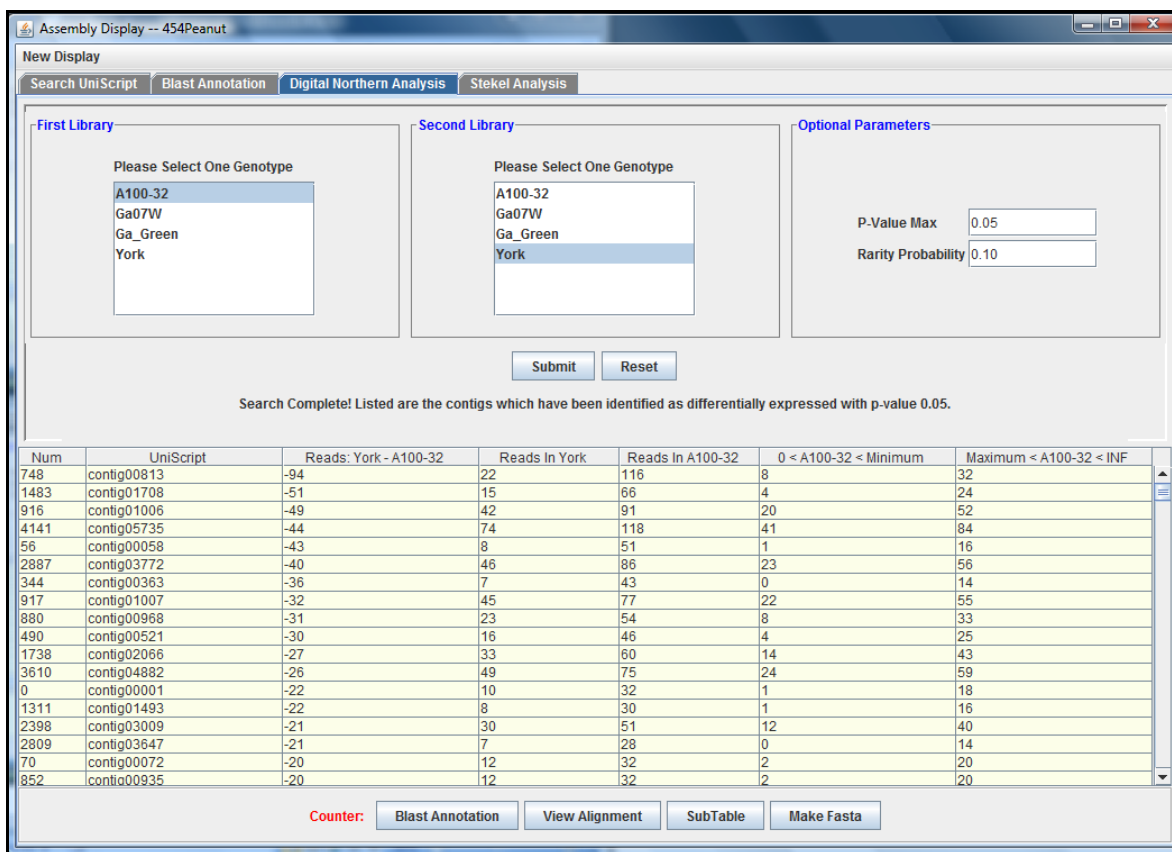 Assembly Display -- 454Peanut
New Display
Search UniScript Blast Annotation Digital Northern Analysis Stekel Analysis
First Library Second Library Optional Parameters
Please Select One Genotype Please Select One Genotype
A100-32 A100-32
Ga07W Ga07W P-Value Max 0.05
Ga_Green Ga_Green
York York Rarity Probability 0.10
Submit Reset
Search Complete! Listed are the contigs which have been identified as differentially expressed with p-value 0.05.
Num UniScript Reads: York - A100-32 Reads In York Reads In A100-32 0 < A100-32 < Minimum Maximum < A100-32 < INF
748 contig00813 -94 22 116 8 32
1483 contig01708 -51 15 66 4 24
916 contig01006 -49 42 91 20 52
4141 contig05735 -44 74 118 41 84
56 contig00058 -43 8 51 1 16
2887 contig03772 -40 46 86 23 56
344 contig00363 -36 7 43 0 14
917 contig01007 -32 45 77 22 55
880 contig00968 -31 23 54 8 33
490 contig00521 -30 16 46 4 25
1738 contig02066 -27 33 60 14 43
3610 contig04882 -26 49 75 24 59
0 contig00001 -22 10 32 1 18
1311 contig01493 -22 8 30 1 16
2398 contig03009 -21 30 51 12 40
2809 contig03647 -21 7 28 0 14
70 contig00072 -20 12 32 2 20
852 contig00935 -20 12 32 2 20
Counter: Blast Annotation View Alignment SubTable Make Fasta